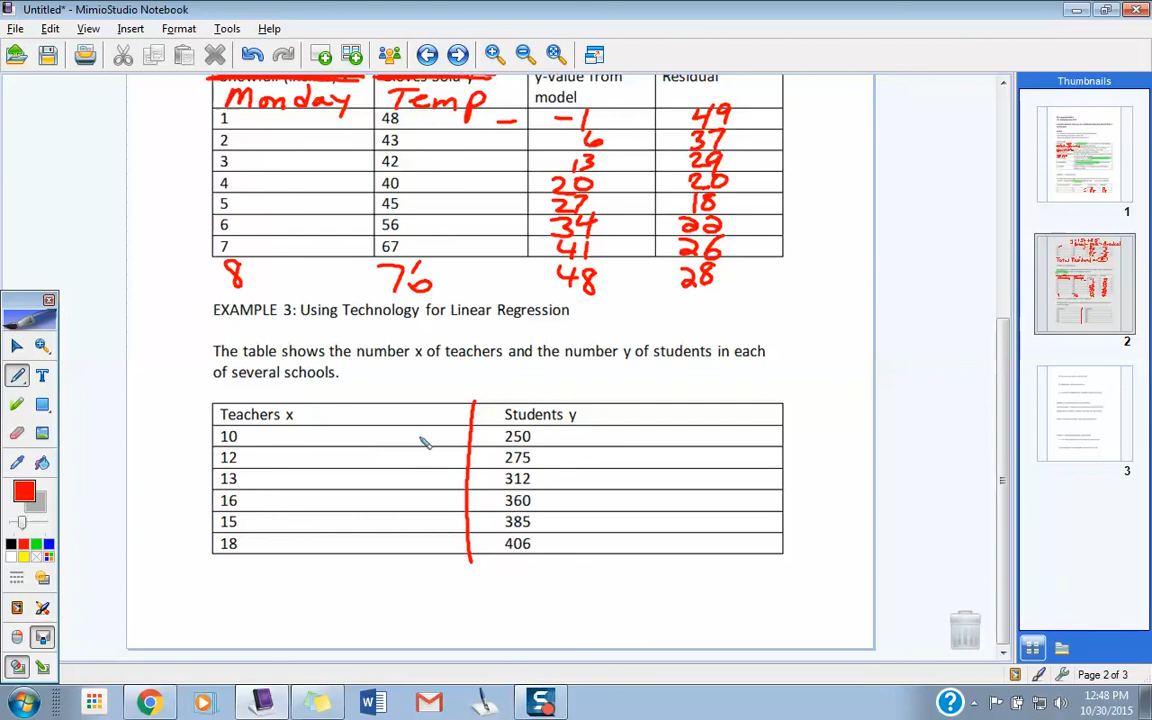 Untitled* - MimioStudio Notebook
File Edit View Insert Format Tools Help
Thumbnails
y-value from model Residual
Monday Temp
1 48 - -1 49
2 43 6 37
3 42 13 29
4 40 20 20
5 45 27 18
6 56 34 22
7 67 41 26
8 76 48 28
EXAMPLE 3: Using Technology for Linear Regression
The table shows the number x of teachers and the number y of students in each
of several schools.
Teachers x Students y
10 250
12 275
13 312
16 360
15 385
18 406
1
2
3
Page 2 of 3
12:48 PM
10/30/2015